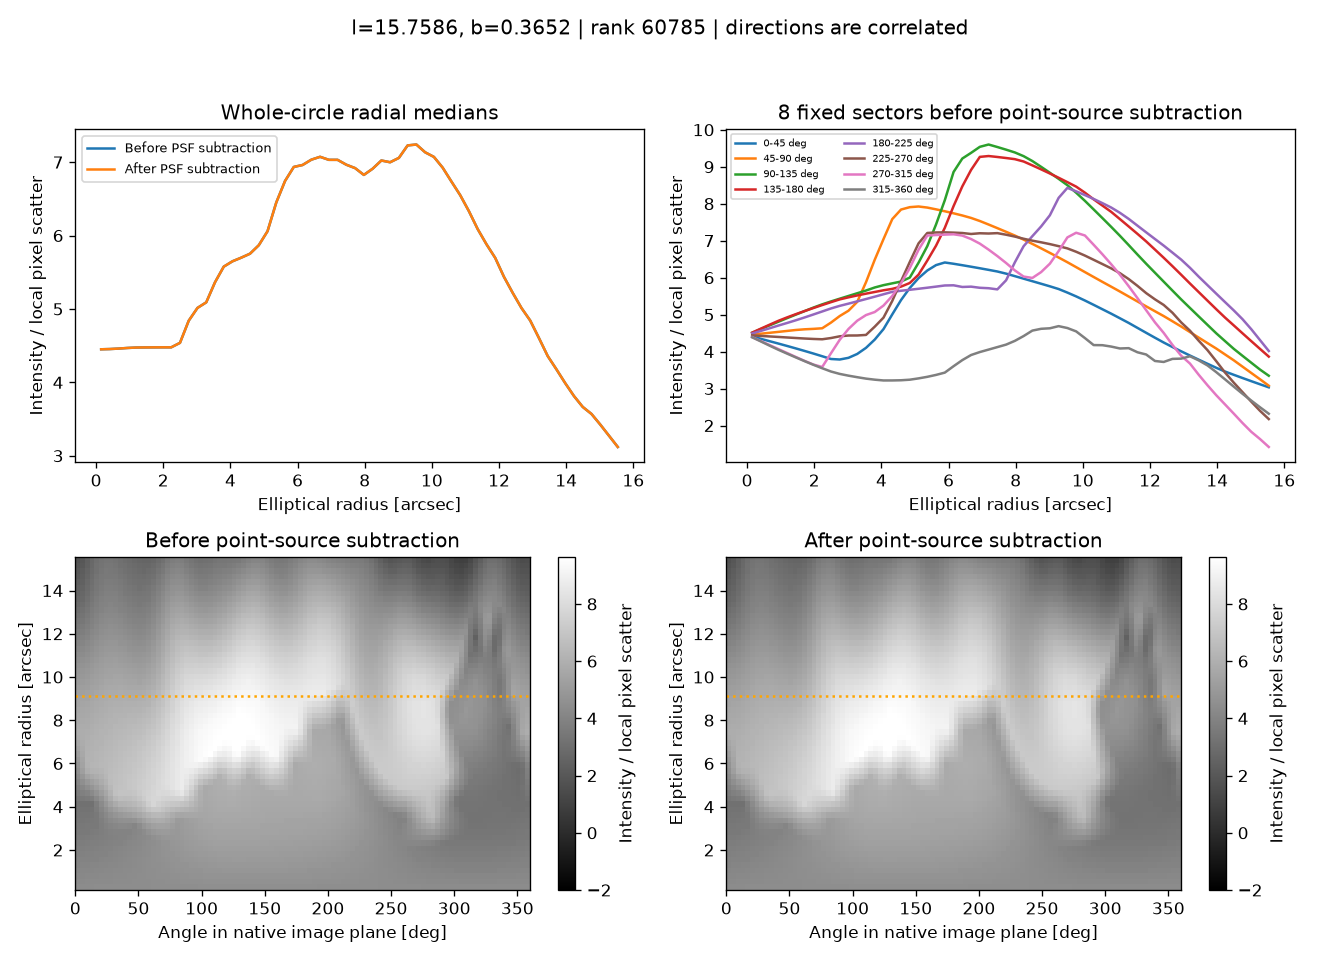 l=15.7586, b=0.3652 | rank 60785 | directions are correlated
Whole-circle radial medians
Before PSF subtraction
After PSF subtraction
Intensity / local pixel scatter
7
6
5
4
3
0 2 4 6 8 10 12 14 16
Elliptical radius [arcsec]
8 fixed sectors before point-source subtraction
0-45 deg
45-90 deg
90-135 deg
135-180 deg
180-225 deg
225-270 deg
270-315 deg
315-360 deg
Intensity / local pixel scatter
10
9
8
7
6
5
4
3
2
0 2 4 6 8 10 12 14 16
Elliptical radius [arcsec]
Before point-source subtraction
Elliptical radius [arcsec]
14
12
10
8
6
4
2
0 50 100 150 200 250 300 350
Angle in native image plane [deg]
8
6
4
2
0
−2
Intensity / local pixel scatter
After point-source subtraction
Elliptical radius [arcsec]
14
12
10
8
6
4
2
0 50 100 150 200 250 300 350
Angle in native image plane [deg]
8
6
4
2
0
−2
Intensity / local pixel scatter